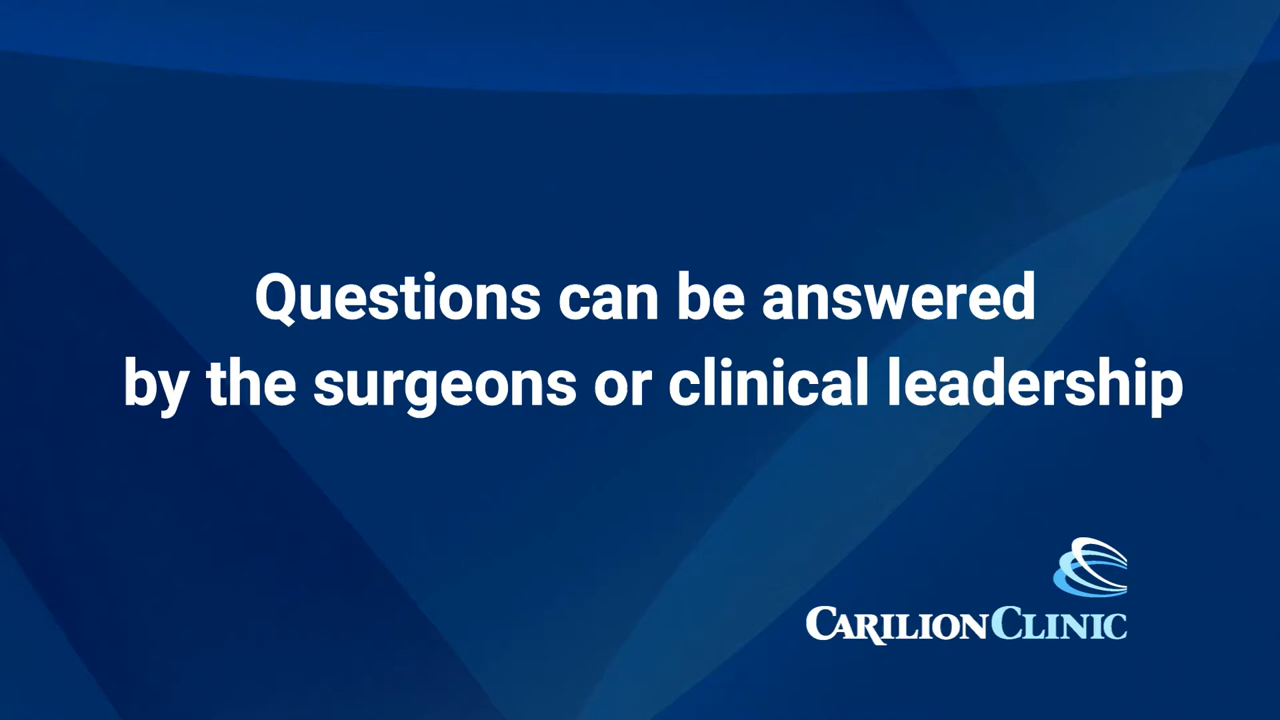 Questions can be answered
by the surgeons or clinical leadership
CARILION CLINIC